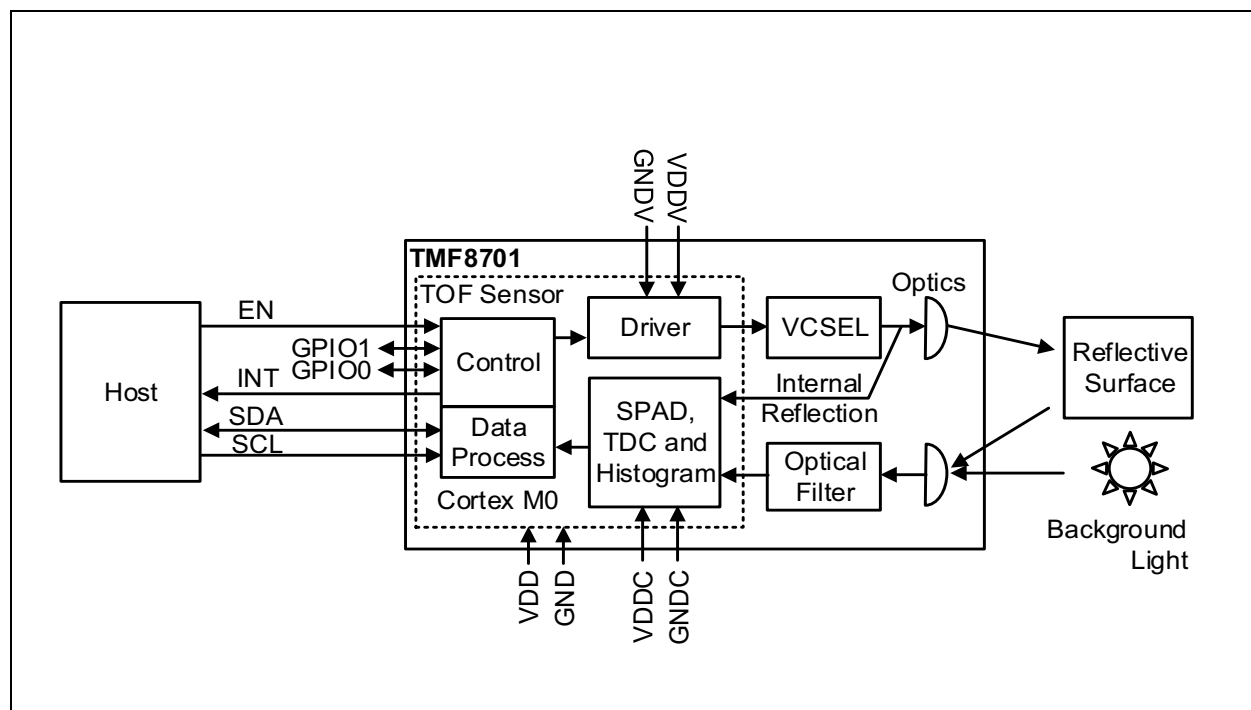 GNDV
VDDV
TMF8701
TOF Sensor
Optics
EN
GPIO1
GPIO0
INT
SDA
SCL
Host
Control
Data
Process
Cortex M0
Driver
VCSEL
Internal
Reflection
SPAD,
TDC and
Histogram
Optical
Filter
Reflective
Surface
Background
Light
VDD
GND
VDDC
GNDC